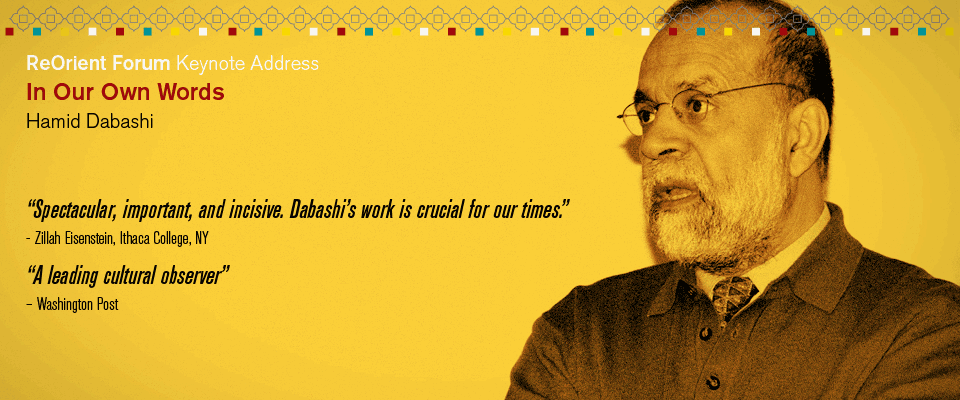 ReOrient Forum Keynote Address
In Our Own Words
Hamid Dabashi
“Spectacular, important, and incisive. Dabashi’s work is crucial for our times.”
- Zillah Eisenstein, Ithaca College, NY
“A leading cultural observer”
– Washington Post